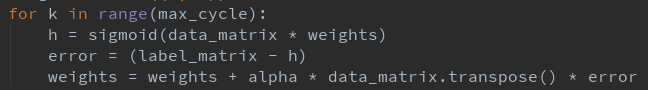 for k in range(max_cycle):
    h = sigmoid(data_matrix * weights)
    error = (label_matrix - h)
    weights = weights + alpha * data_matrix.transpose() * error